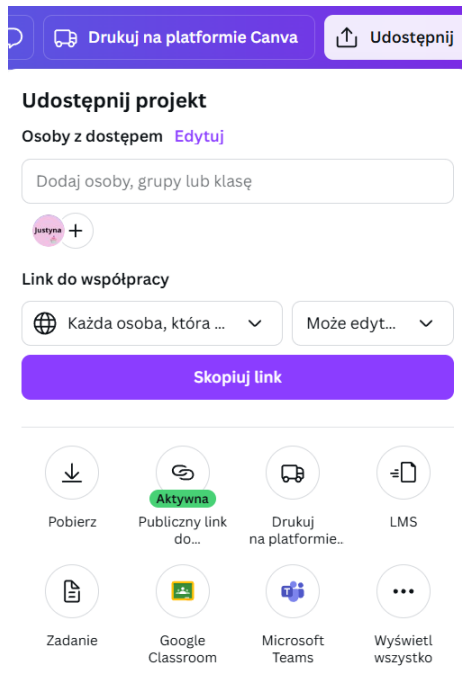 Drukuj na platformie Canva
Udostępnij
Udostępnij projekt
Osoby z dostępem Edytuj
Dodaj osoby, grupy lub klasę
Justyna
Link do współpracy
Każda osoba, która ...
Może edyt...
Skopiuj link
Aktywna
Pobierz
Publiczny link
do...
Drukuj
na platformie..
LMS
Zadanie
Google
Classroom
Microsoft
Teams
Wyświetl
wszystko